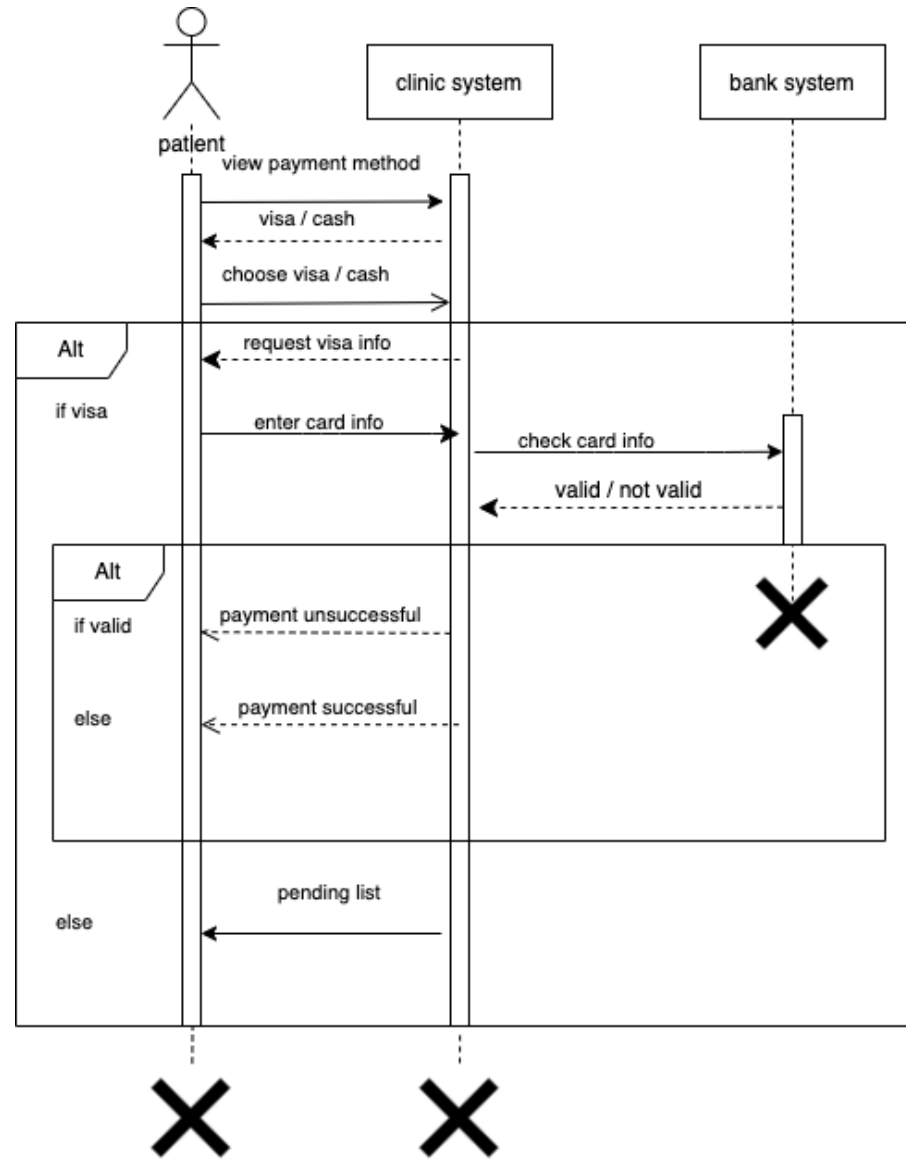 clinic system
bank system
patient
view payment method
visa / cash
choose visa / cash
Alt
request visa info
if visa
enter card info
check card info
valid / not valid
Alt
if valid
payment unsuccessful
else
payment successful
pending list
else